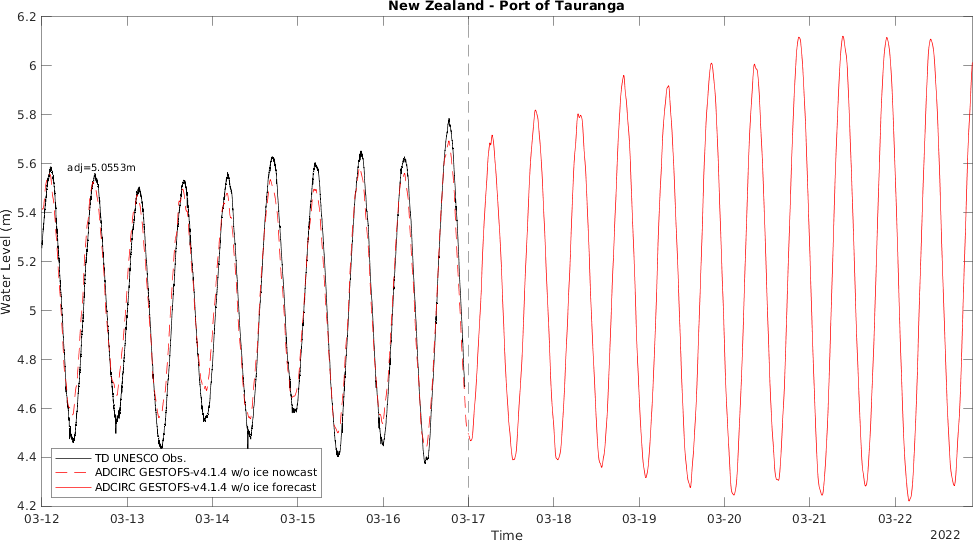 New Zealand - Port of Tauranga
6.2
6
5.8
5.6
5.4
5.2
5
4.8
4.6
4.4
4.2
Water Level (m)
adj=5.0553m
TD UNESCO Obs.
ADCIRC GESTOFS-v4.1.4 w/o ice nowcast
ADCIRC GESTOFS-v4.1.4 w/o ice forecast
03-12 03-13 03-14 03-15 03-16 03-17 03-18 03-19 03-20 03-21 03-22
Time
2022